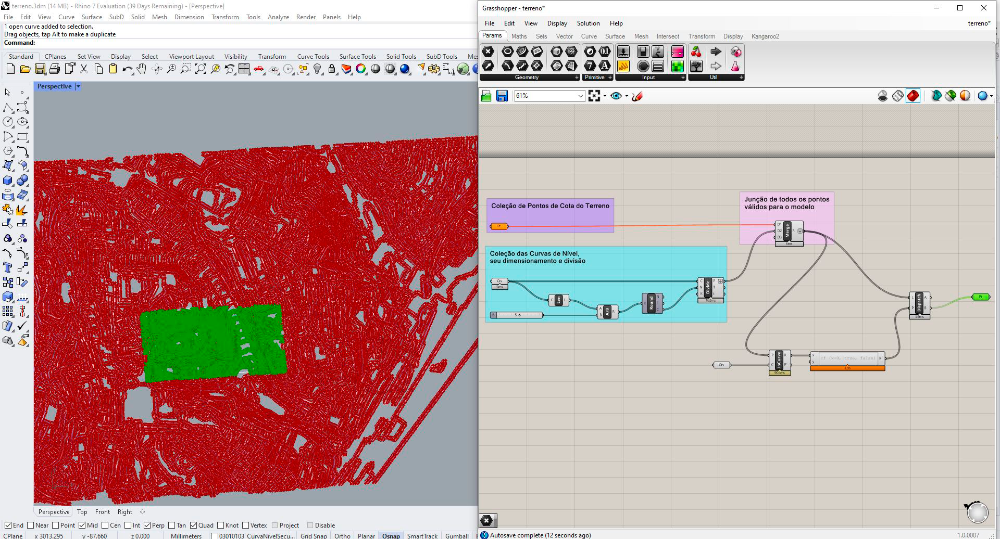 terreno.3dm (14 MB) - Rhino 7 Evaluation (39 Days Remaining) - [Perspective]
File Edit View Curve Surface SubD Solid Mesh Dimension Transform Tools Analyze Render Panels Help
1 open curve added to selection.
Drag objects, tap Alt to make a duplicate
Command:
Standard CPlanes Set View Display Select Viewport Layout Visibility Transform Curve Tools Surface Tools Solid Tools SubD Tools Mes
Perspective
Perspective Top Front Right
End Near Point Mid Cen Int Perp Tan Quad Knot Vertex Project Disable
CPlane x 3013.295 y -87.660 z 0.000 Millimeters 03010103_CurvaNivelSecu... Grid Snap Ortho Planar Osnap SmartTrack Gumball
Grasshopper - terreno*
File Edit View Display Solution Help terreno*
Params Maths Sets Vector Curve Surface Mesh Intersect Transform Display Kangaroo2
Geometry Primitive Input Util
61%
Coleção de Pontos de Cota do Terreno
Pt
Junção de todos os pontos
válidos para o modelo
D1
D2
D3
Merge
R
6ms
Coleção das Curvas de Nível,
seu dimensionamento e divisão
Crv
5ms
C Len L
B 5
A
B
A/B
R
x Round N
F
C
C
N
K
Divide
P
T
t
162ms
L
P
Dispatch
A
B
59ms
Pt
Crv
P
C
InCurve
R
P'
906ms
x
y
If (x=0, true, false)
R
1.9s
Autosave complete (12 seconds ago)
1.0.0007